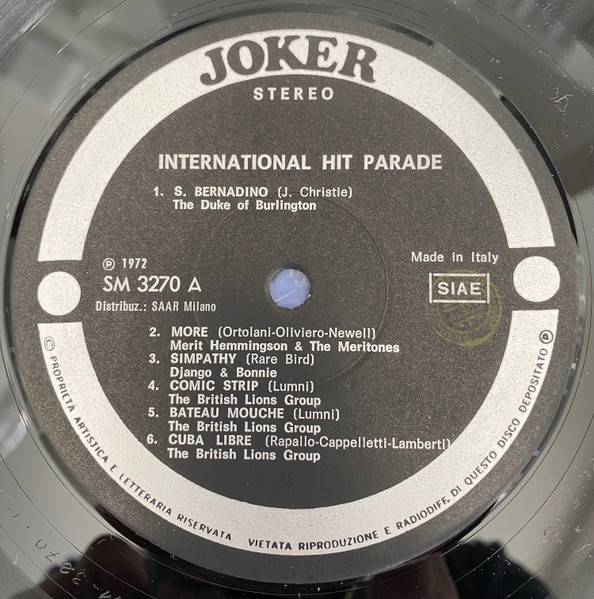 JOKER
STEREO
INTERNATIONAL HIT PARADE
1. S. BERNADINO (J. Christie)
The Duke of Burlington
℗ 1972
SM 3270 A
Distribuz.: SAAR Milano
Made in Italy
SIAE
2. MORE (Ortolani-Oliviero-Newell)
Merit Hemmingson & The Meritones
3. SIMPATHY (Rare Bird)
Django & Bonnie
4. COMIC STRIP (Lumni)
The British Lions Group
5. BATEAU MOUCHE (Lumni)
The British Lions Group
6. CUBA LIBRE (Rapallo-Cappelletti-Lamberti)
The British Lions Group
© PROPRIETA ARTISTICA E LETTERARIA RISERVATA VIETATA RIPRODUZIONE E RADIODIFF. DI QUESTO DISCO DEPOSITATO ℗